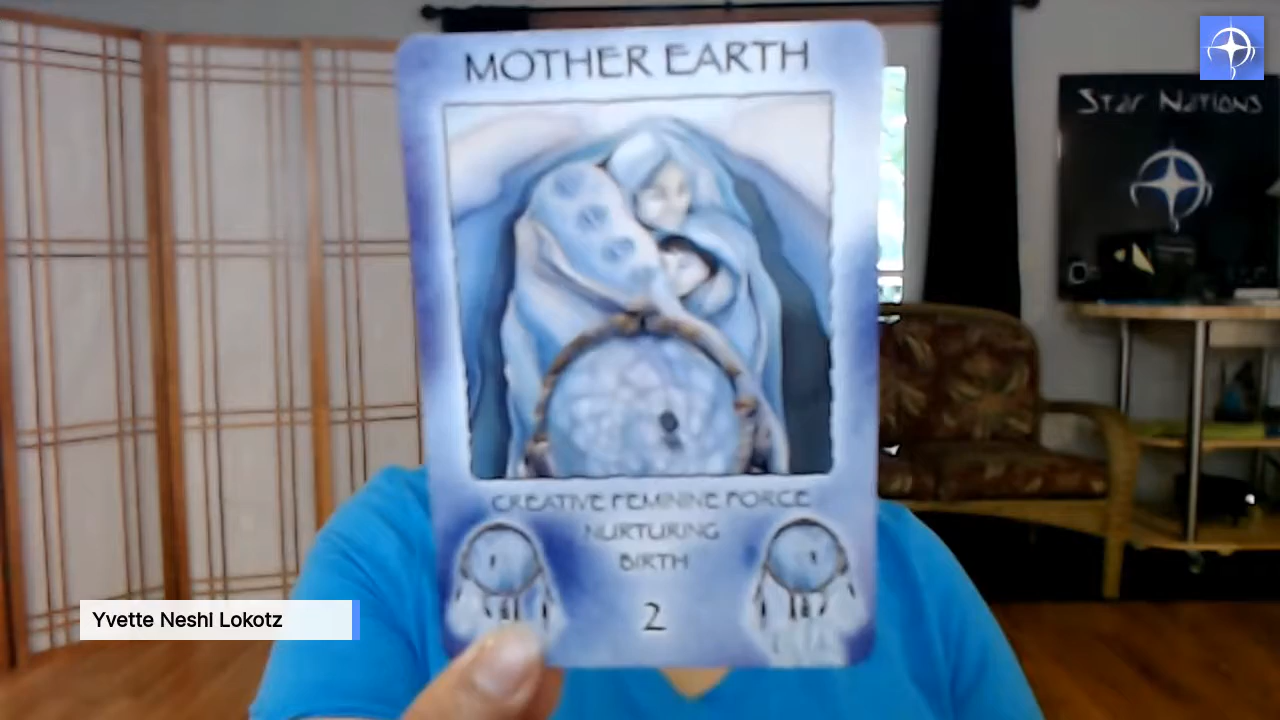 MOTHER EARTH
Star Nations
CREATIVE FEMININE FORCE
NURTURING
BIRTH
2
Yvette Neshi Lokotz